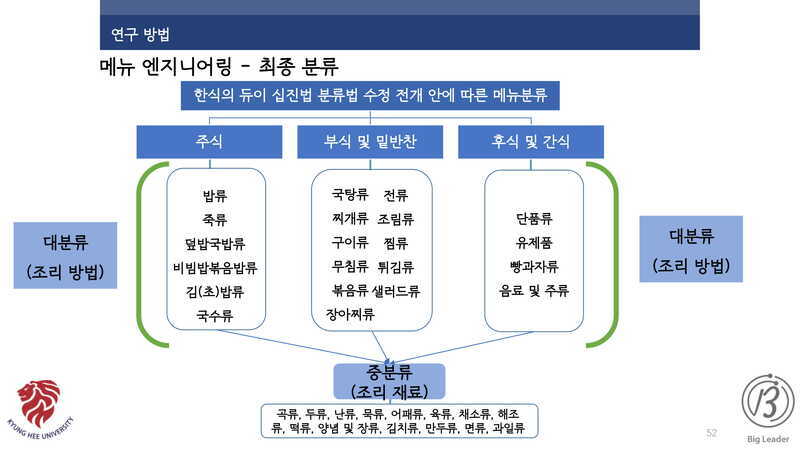 연구 방법
메뉴 엔지니어링 - 최종 분류
한식의 듀이 십진법 분류법 수정 전개 안에 따른 메뉴분류
주식
부식 및 밑반찬
후식 및 간식
대분류
(조리 방법)
밥류
죽류
덮밥국밥류
비빔밥볶음밥류
김(초)밥류
국수류
국탕류 전류
찌개류 조림류
구이류 찜류
무침류 튀김류
볶음류 샐러드류
장아찌류
단품류
유제품
빵과자류
음료 및 주류
대분류
(조리 방법)
중분류
(조리 재료)
곡류, 두류, 난류, 묵류, 어패류, 육류, 채소류, 해조
류, 떡류, 양념 및 장류, 김치류, 만두류, 면류, 과일류
KYUNG HEE UNIVERSITY
52
Big Leader